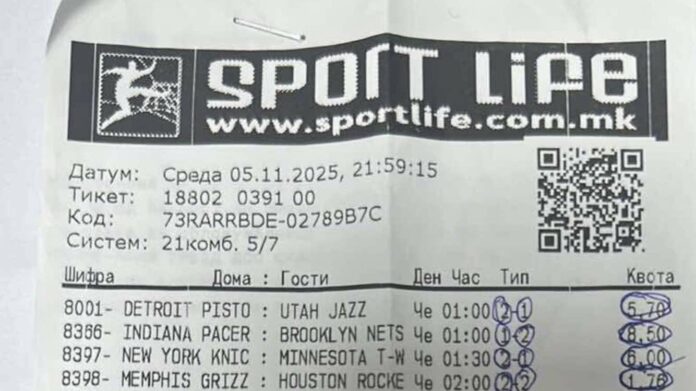 SPORT LIFE
www.sportlife.com.mk
Датум: Среда 05.11.2025, 21:59:15
Тикет: 18802 0391 00
Код: 73RARRBDE-02789B7C
Систем: 21комб. 5/7
Шифра Дома : Гости Ден Час Тип Квота
8001- DETROIT PISTO : UTAH JAZZ Че 01:00 2-1 5,70
8366- INDIANA PACER : BROOKLYN NETS Че 01:00 1-2 8,50
8397- NEW YORK KNIC : MINNESOTA T-W Че 01:30 2-1 6,00
8398- MEMPHIS GRIZZ : HOUSTON ROCKE Че 02:00 2-2 1,76